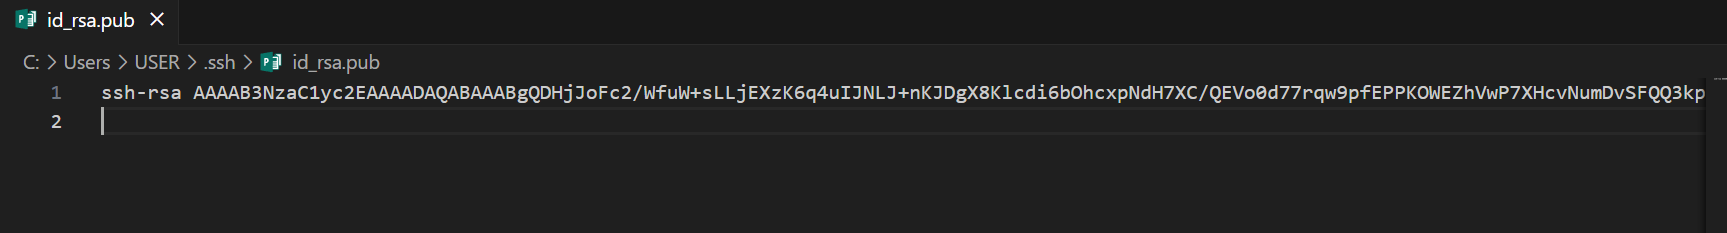 id_rsa.pub
C: > Users > USER > .ssh > id_rsa.pub
1 ssh-rsa AAAAB3NzaC1yc2EAAAADAQABAAABgQDHjJoFc2/WfuW+sLLjEXzK6q4uIJNLJ+nKJDgX8Klcdi6bOhcxpNdH7XC/QEVo0d77rqw9pfEPPKOWEZhVwP7XHcvNumDvSFQQ3kp
2